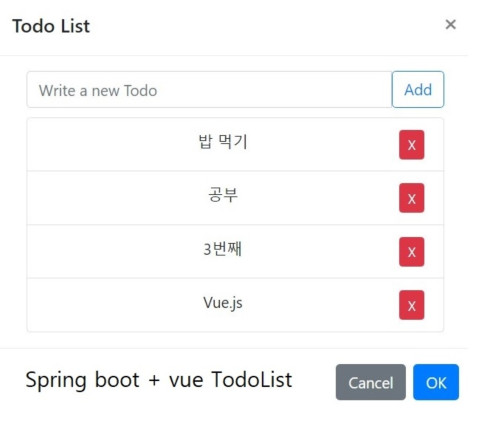 Todo List ×
Write a new Todo Add
밥 먹기 X
공부 X
3번째 X
Vue.js X
Spring boot + vue TodoList Cancel OK